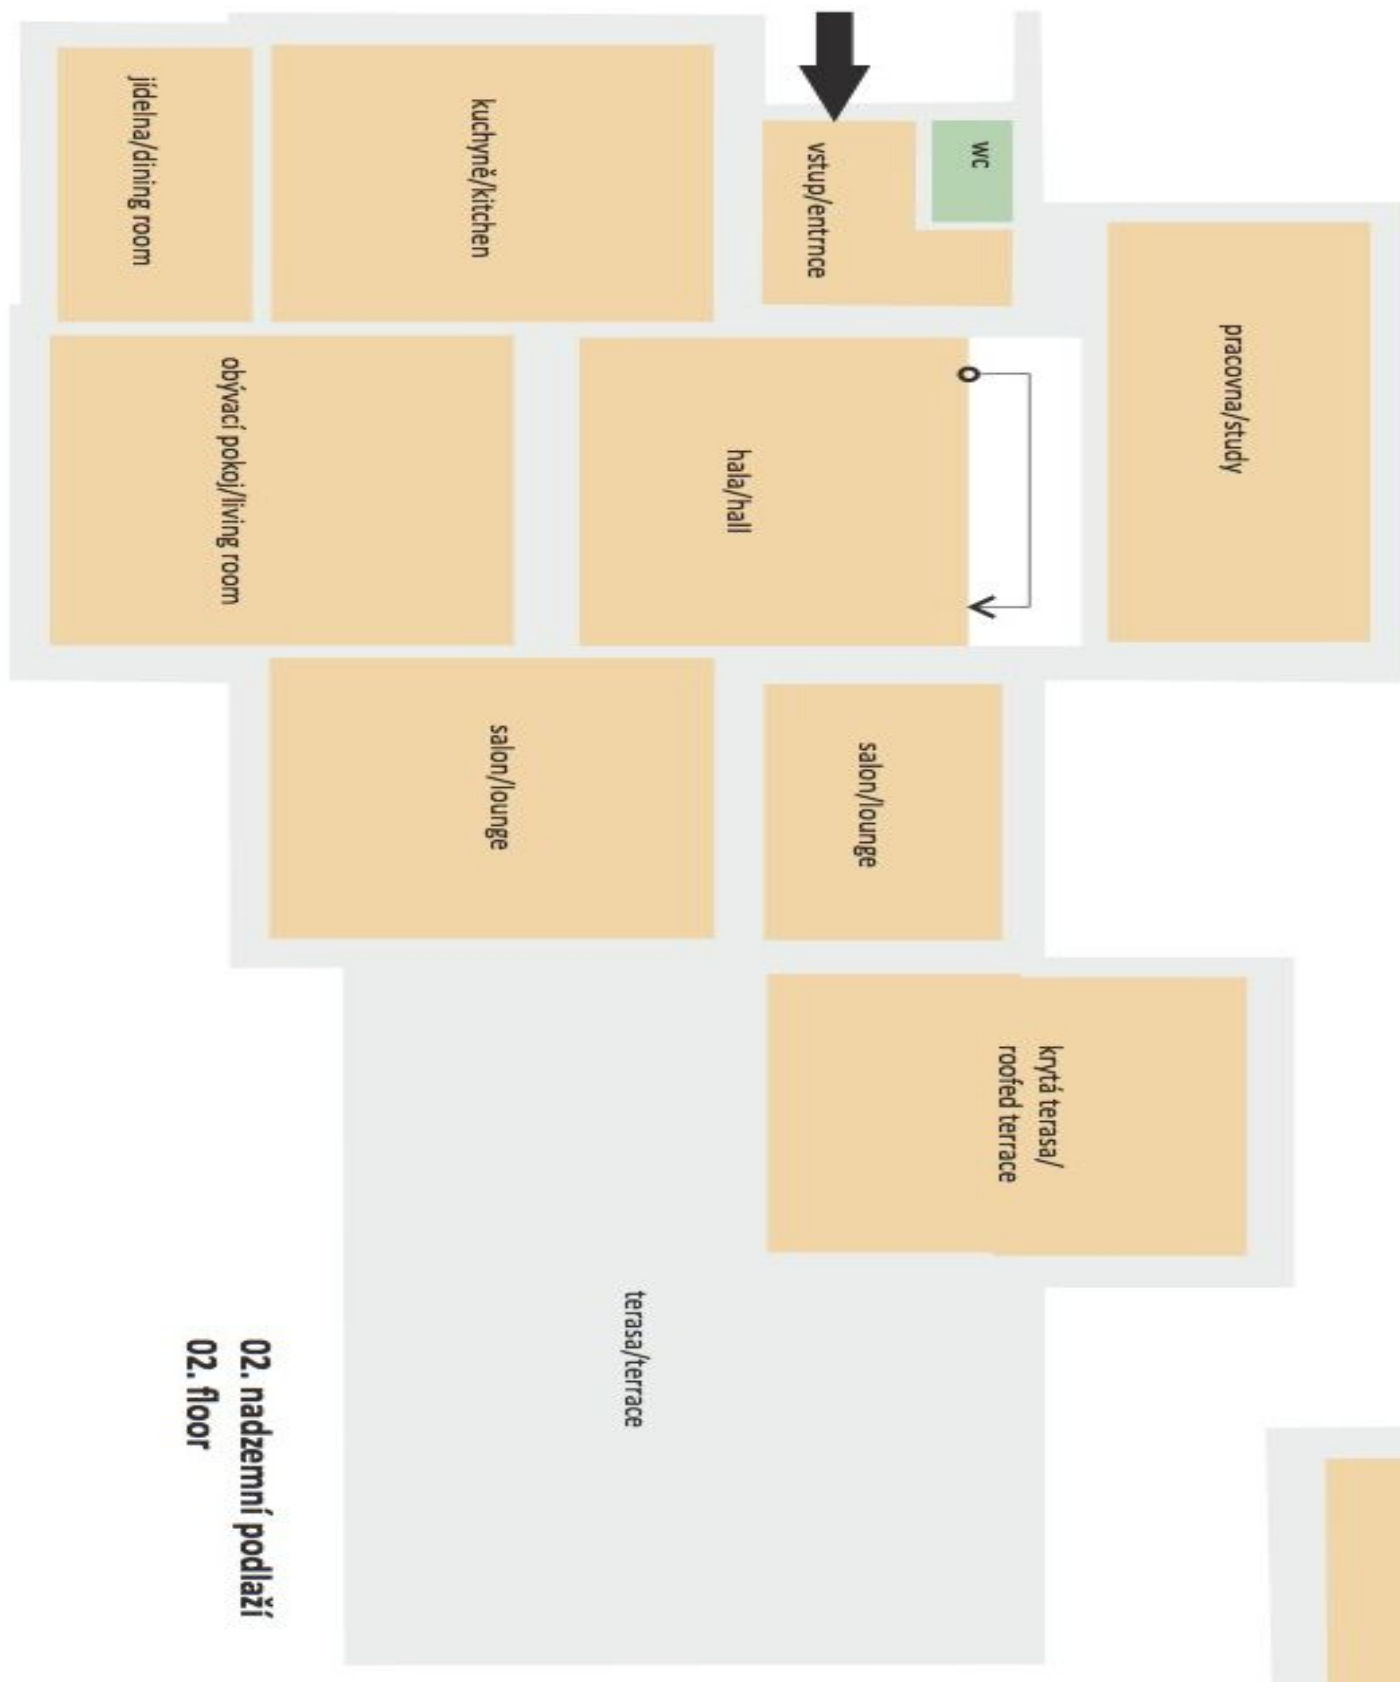 jídelna/dining room
kuchyně/kitchen
vstup/entrnce
wc
pracovna/study
obývací pokoj/living room
hala/hall
salon/lounge
salon/lounge
krytá terasa/
roofed terrace
terasa/terrace
02. nadzemní podlaží
02. floor